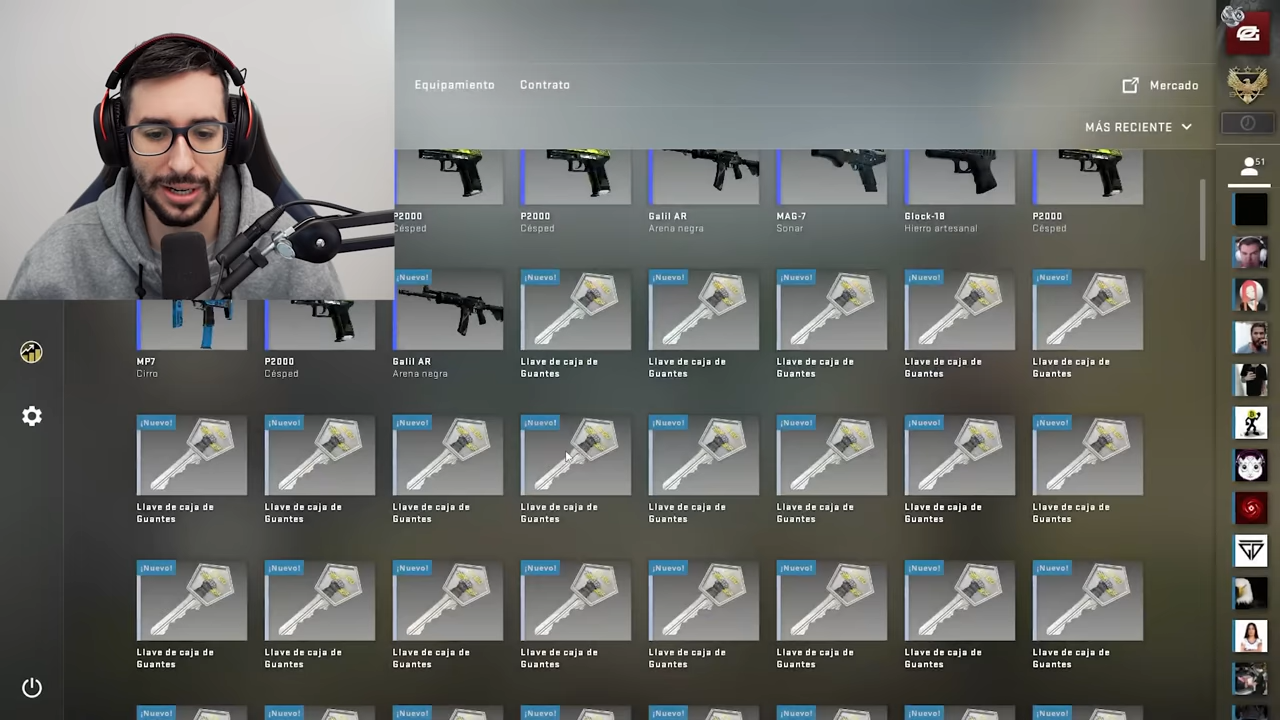 Equipamiento
Contrato
Mercado
MÁS RECIENTE
51
P2000
Césped
P2000
Césped
Galil AR
Arena negra
MAG-7
Sonar
Glock-18
Hierro artesanal
P2000
Césped
¡Nuevo!
¡Nuevo!
¡Nuevo!
¡Nuevo!
¡Nuevo!
¡Nuevo!
MP7
Cirro
P2000
Césped
Galil AR
Arena negra
Llave de caja de
Guantes
Llave de caja de
Guantes
Llave de caja de
Guantes
Llave de caja de
Guantes
Llave de caja de
Guantes
¡Nuevo!
¡Nuevo!
¡Nuevo!
¡Nuevo!
¡Nuevo!
¡Nuevo!
¡Nuevo!
¡Nuevo!
Llave de caja de
Guantes
Llave de caja de
Guantes
Llave de caja de
Guantes
Llave de caja de
Guantes
Llave de caja de
Guantes
Llave de caja de
Guantes
Llave de caja de
Guantes
Llave de caja de
Guantes
¡Nuevo!
¡Nuevo!
¡Nuevo!
¡Nuevo!
¡Nuevo!
¡Nuevo!
¡Nuevo!
¡Nuevo!
Llave de caja de
Guantes
Llave de caja de
Guantes
Llave de caja de
Guantes
Llave de caja de
Guantes
Llave de caja de
Guantes
Llave de caja de
Guantes
Llave de caja de
Guantes
Llave de caja de
Guantes
¡Nuevo!
¡Nuevo!
¡Nuevo!
¡Nuevo!
¡Nuevo!
¡Nuevo!
¡Nuevo!
¡Nuevo!